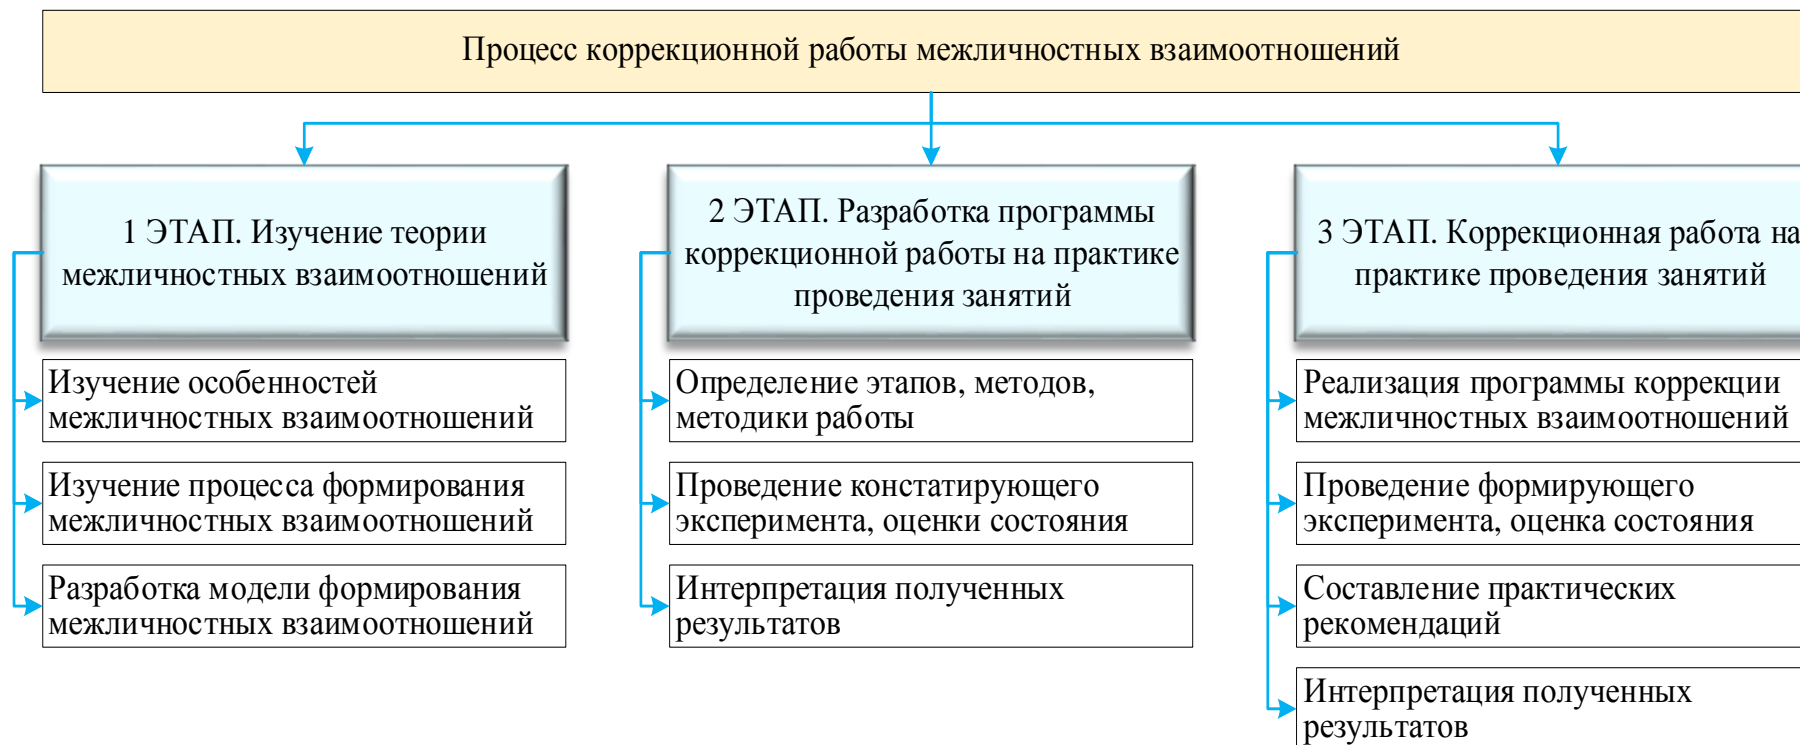 Процесс коррекционной работы межличностных взаимоотношений
1 ЭТАП. Изучение теории
межличностных взаимоотношений
Изучение особенностей
межличностных взаимоотношений
Изучение процесса формирования
межличностных взаимоотношений
Разработка модели формирования
межличностных взаимоотношений
2 ЭТАП. Разработка программы
коррекционной работы на практике
проведения занятий
Определение этапов, методов,
методики работы
Проведение констатирующего
эксперимента, оценки состояния
Интерпретация полученных
результатов
3 ЭТАП. Коррекционная работа на
практике проведения занятий
Реализация программы коррекции
межличностных взаимоотношений
Проведение формирующего
эксперимента, оценка состояния
Составление практических
рекомендаций
Интерпретация полученных
результатов